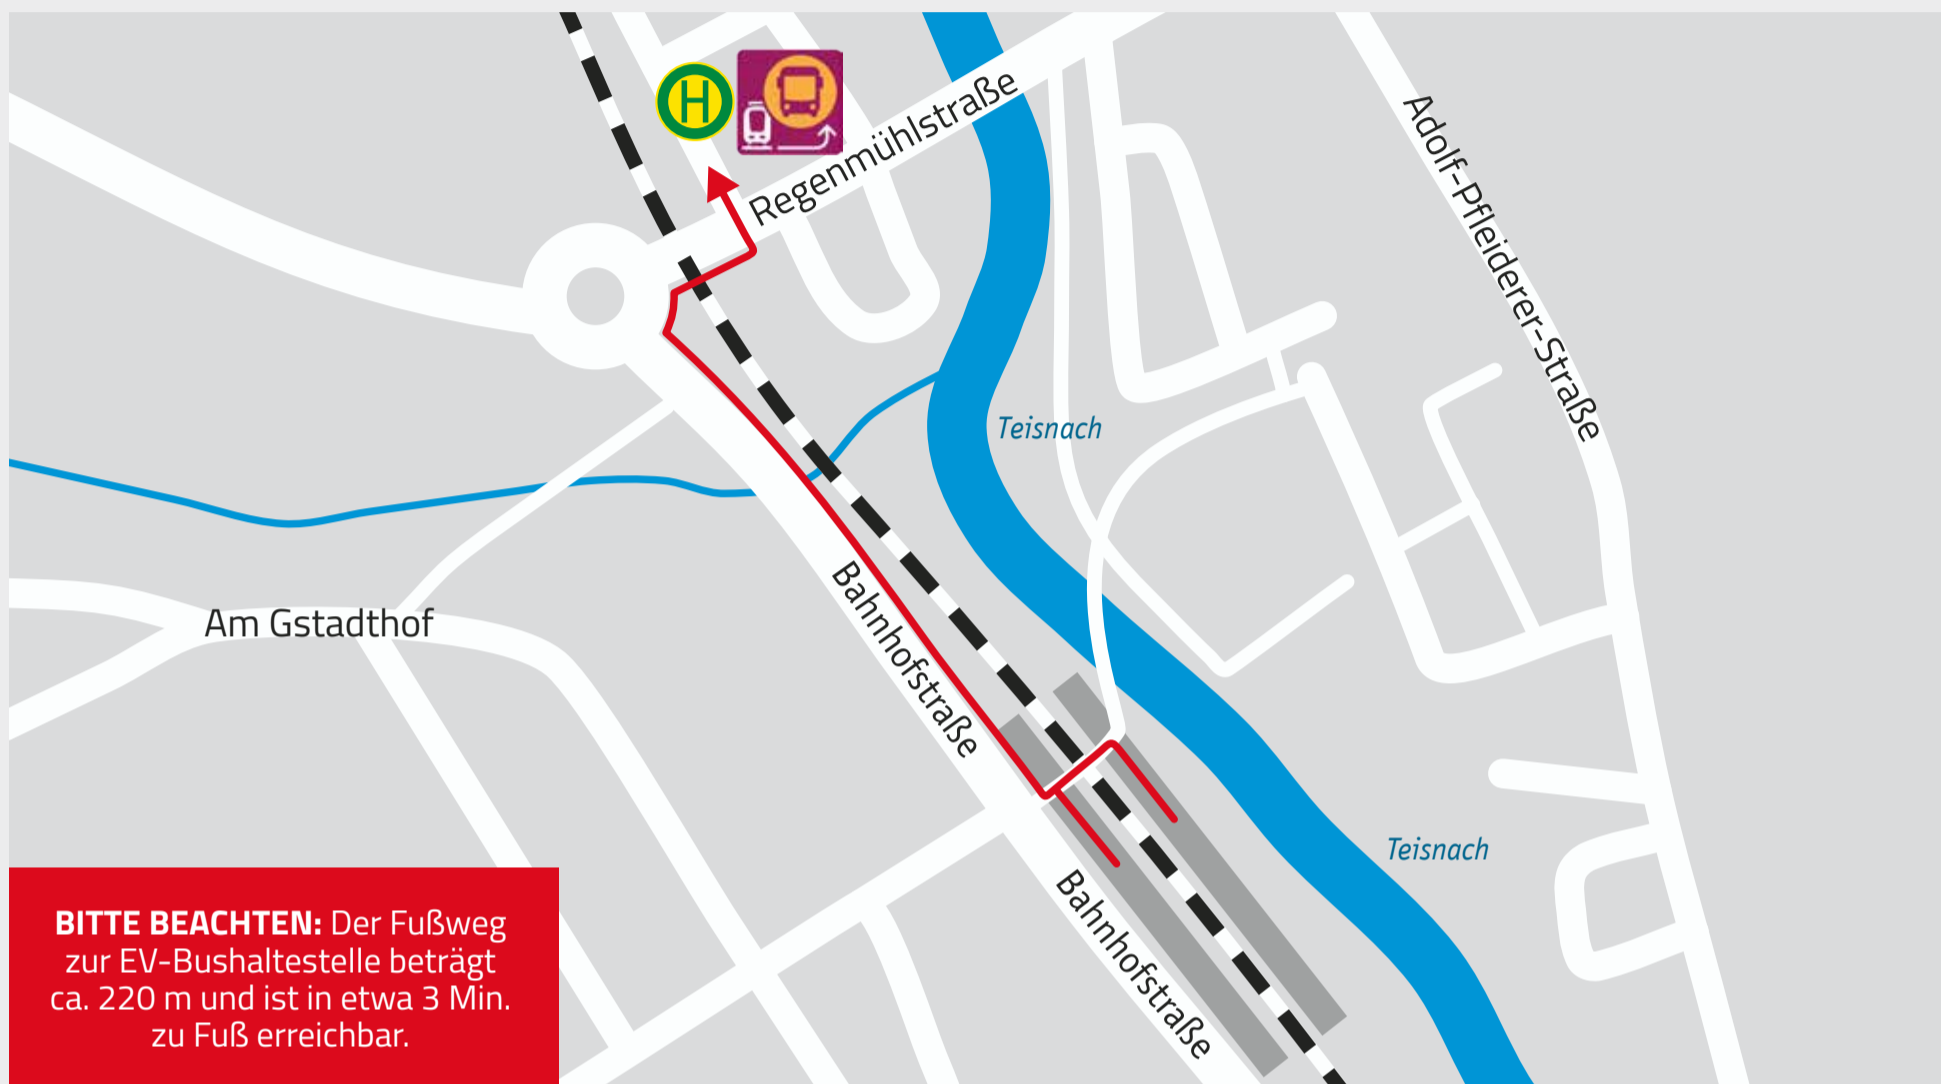 H
Regenmühlstraße
Adolf-Pfleiderer-Straße
Teisnach
Am Gstadthof
Bahnhofstraße
Teisnach
Bahnhofstraße
BITTE BEACHTEN: Der Fußweg
zur EV-Bushaltestelle beträgt
ca. 220 m und ist in etwa 3 Min.
zu Fuß erreichbar.